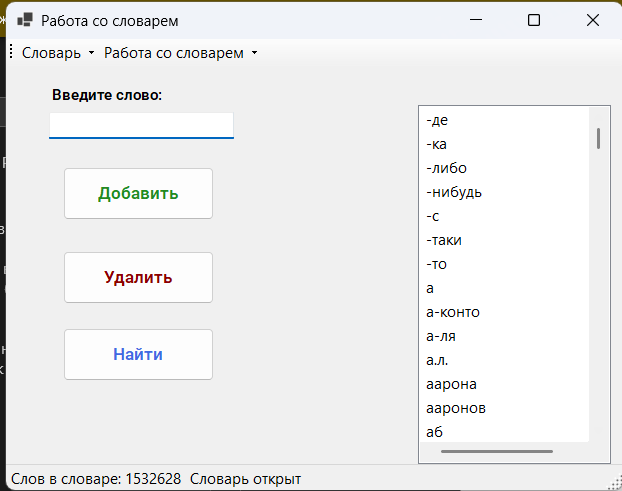 Работа со словарем
Словарь Работа со словарем
Введите слово:
Добавить
Удалить
Найти
-де
-ка
-либо
-нибудь
-с
-таки
-то
а
а-конто
а-ля
а.л.
аарона
ааронов
аб
Слов в словаре: 1532628 Словарь открыт